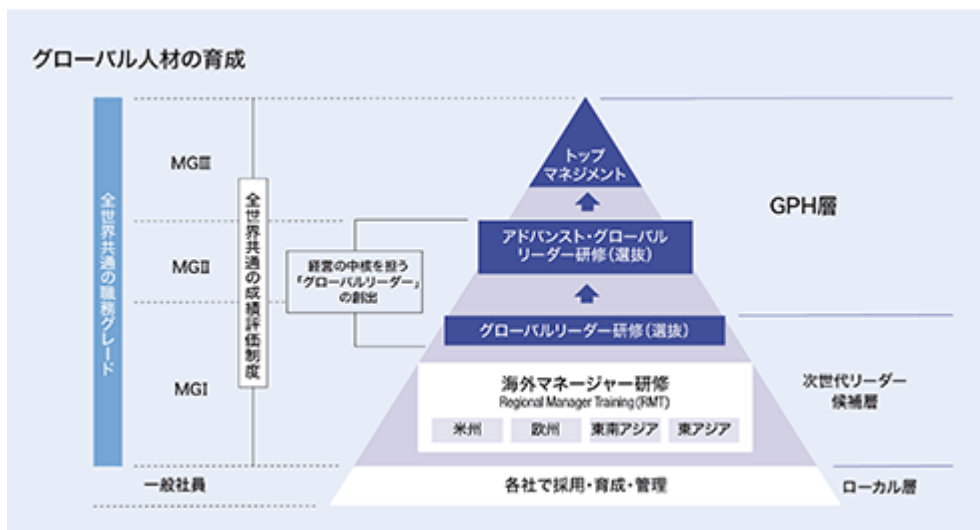 グローバル人材の育成
全世界共通の職務グレード
MGⅢ
MGⅡ
MGⅠ
一般社員
全世界共通の成績評価制度
経営の中核を担う
「グローバルリーダー」
の創出
トップ
マネジメント
アドバンスト・グローバル
リーダー研修(選抜)
グローバルリーダー研修(選抜)
海外マネージャー研修
Regional Manager Training(RMT)
米州
欧州
東南アジア
東アジア
各社で採用・育成・管理
GPH層
次世代リーダー
候補層
ローカル層